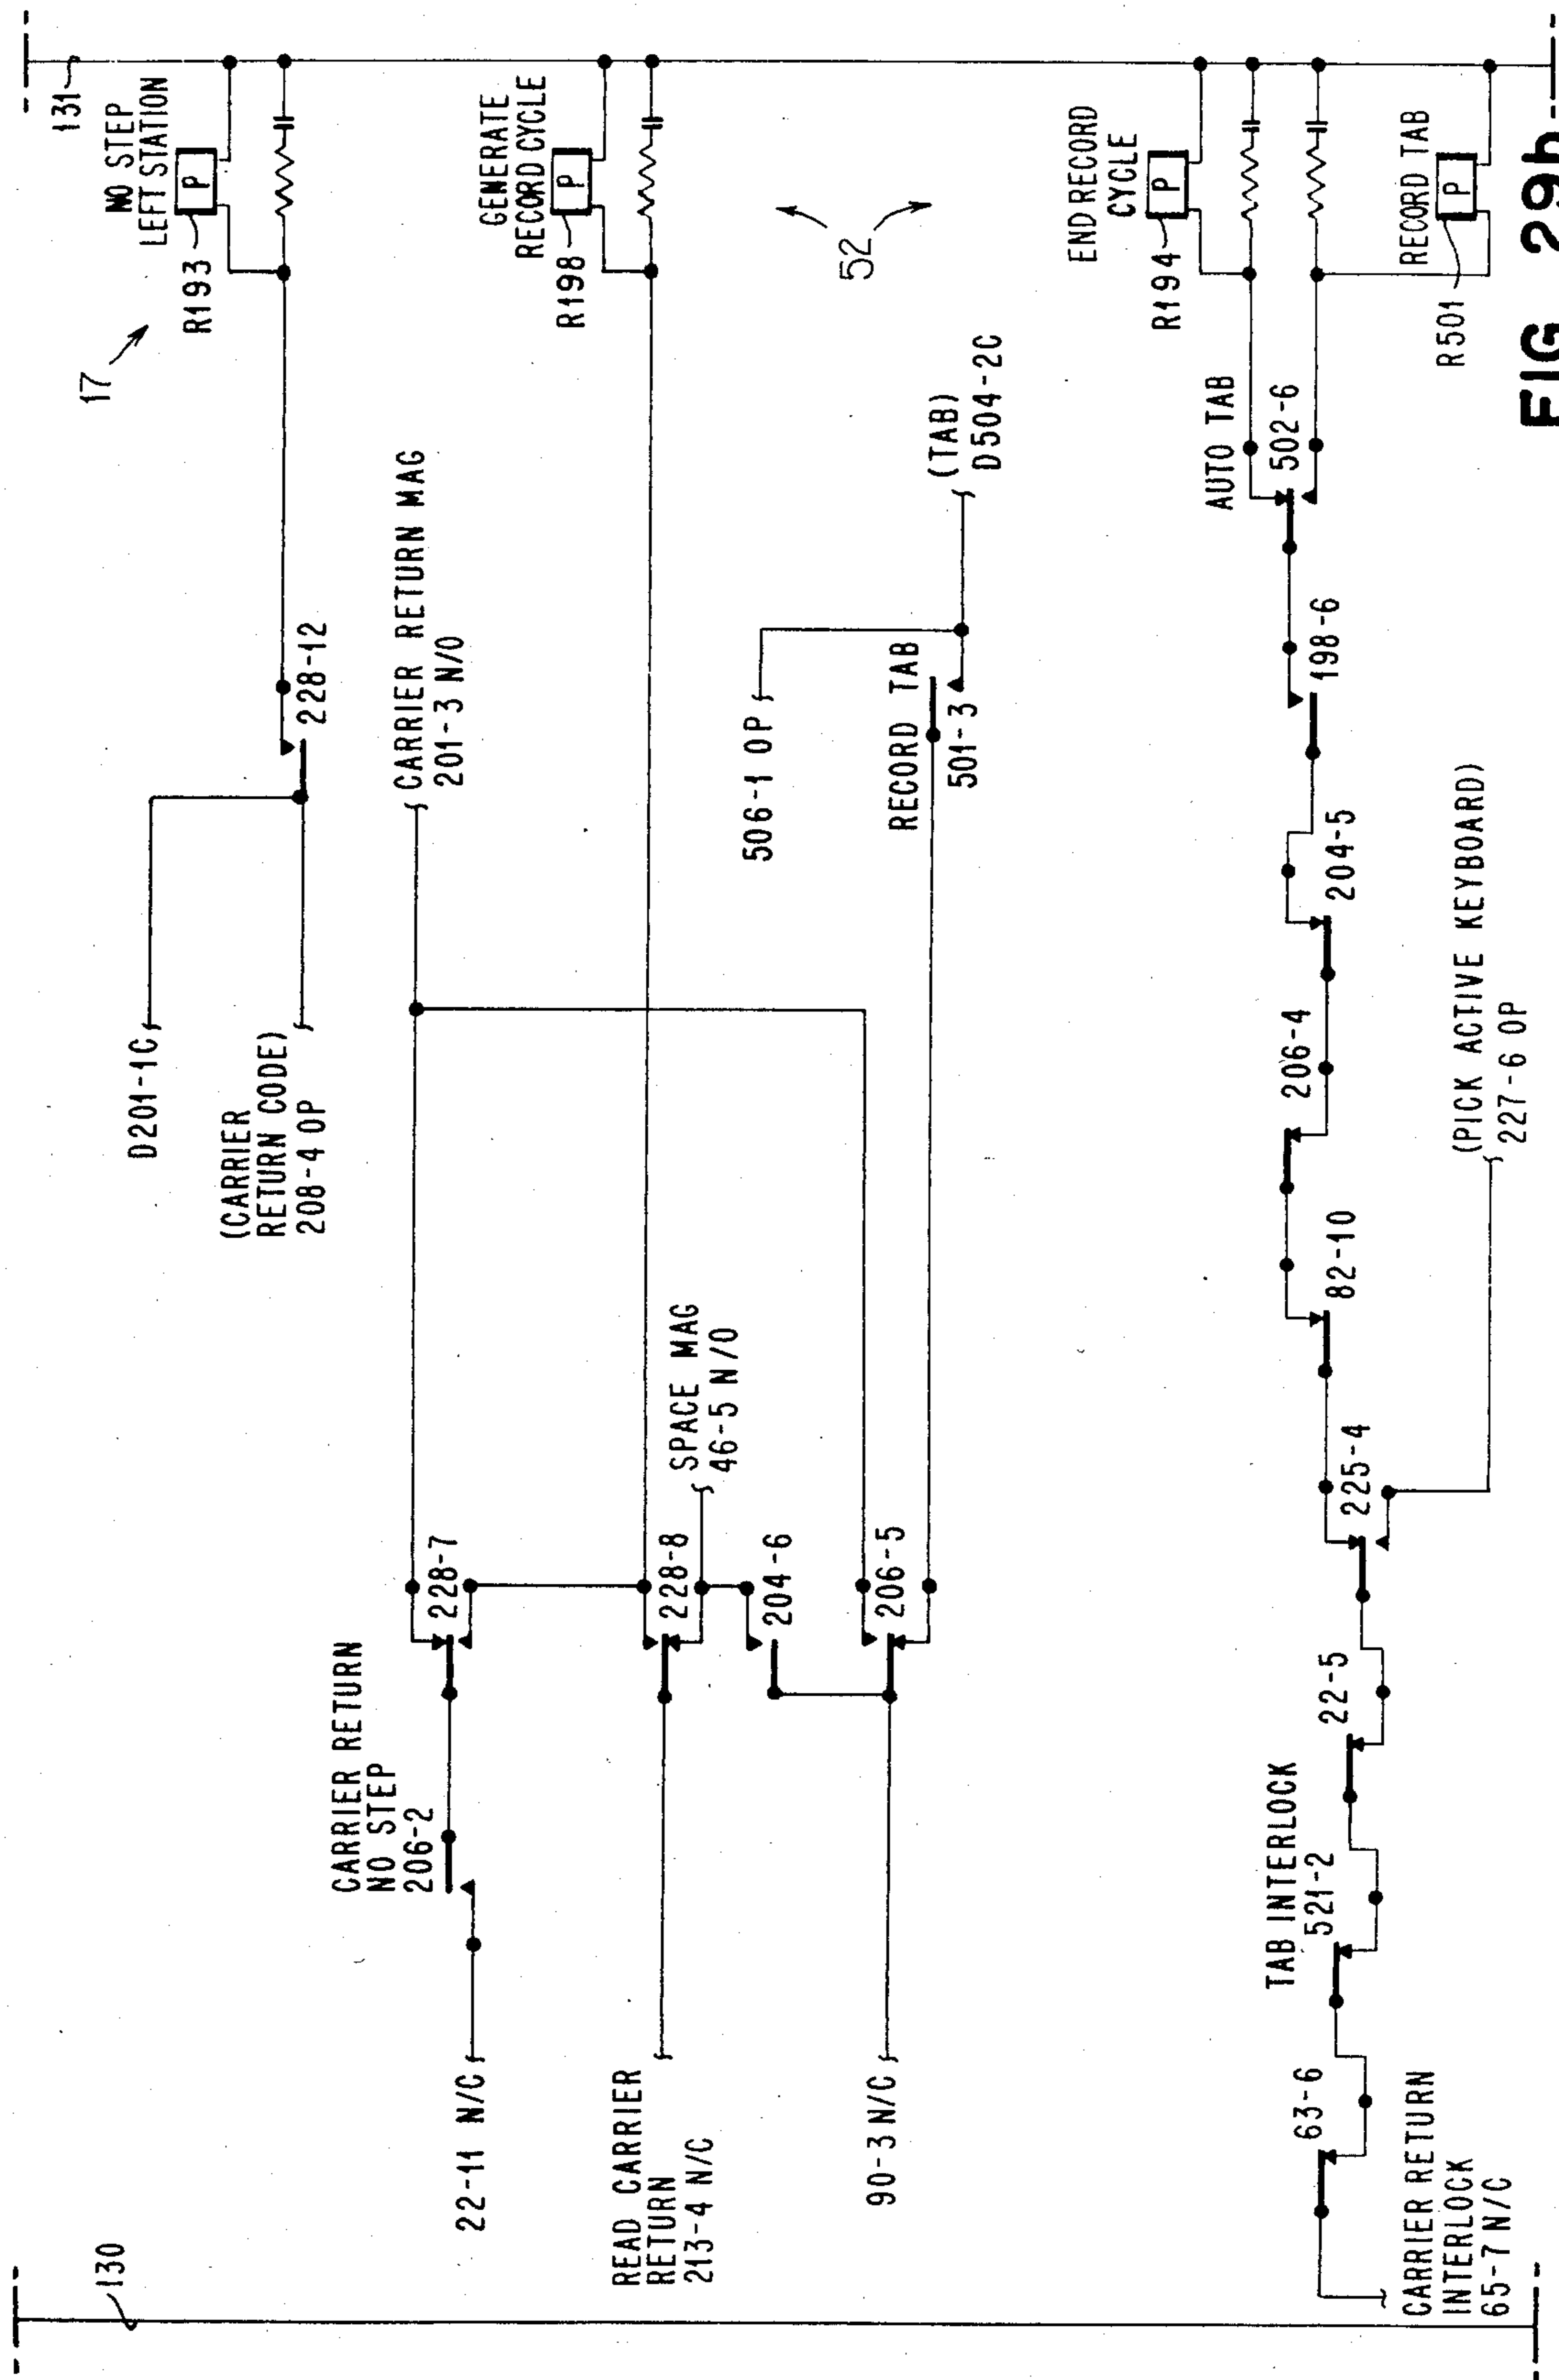 130
131
17
NO STEP
LEFT STATION
P
R193
228-12
D201-1C
(CARRIER
RETURN CODE)
208-4 OP
GENERATE
RECORD CYCLE
P
R198
CARRIER RETURN MAG
201-3 N/O
CARRIER RETURN
NO STEP
206-2
228-7
22-11 N/C
READ CARRIER
RETURN
213-4 N/C
228-8
SPACE MAG
46-5 N/O
204-6
206-5
90-3 N/C
52
506-1 OP
RECORD TAB
501-3
(TAB)
D504-2C
END RECORD
CYCLE
P
R194
AUTO TAB
502-6
RECORD TAB
P
R501
CARRIER RETURN
INTERLOCK
65-7 N/C
63-6
TAB INTERLOCK
521-2
22-5
225-4
82-10
206-4
204-5
198-6
(PICK ACTIVE KEYBOARD)
227-6 OP
FIG 29b